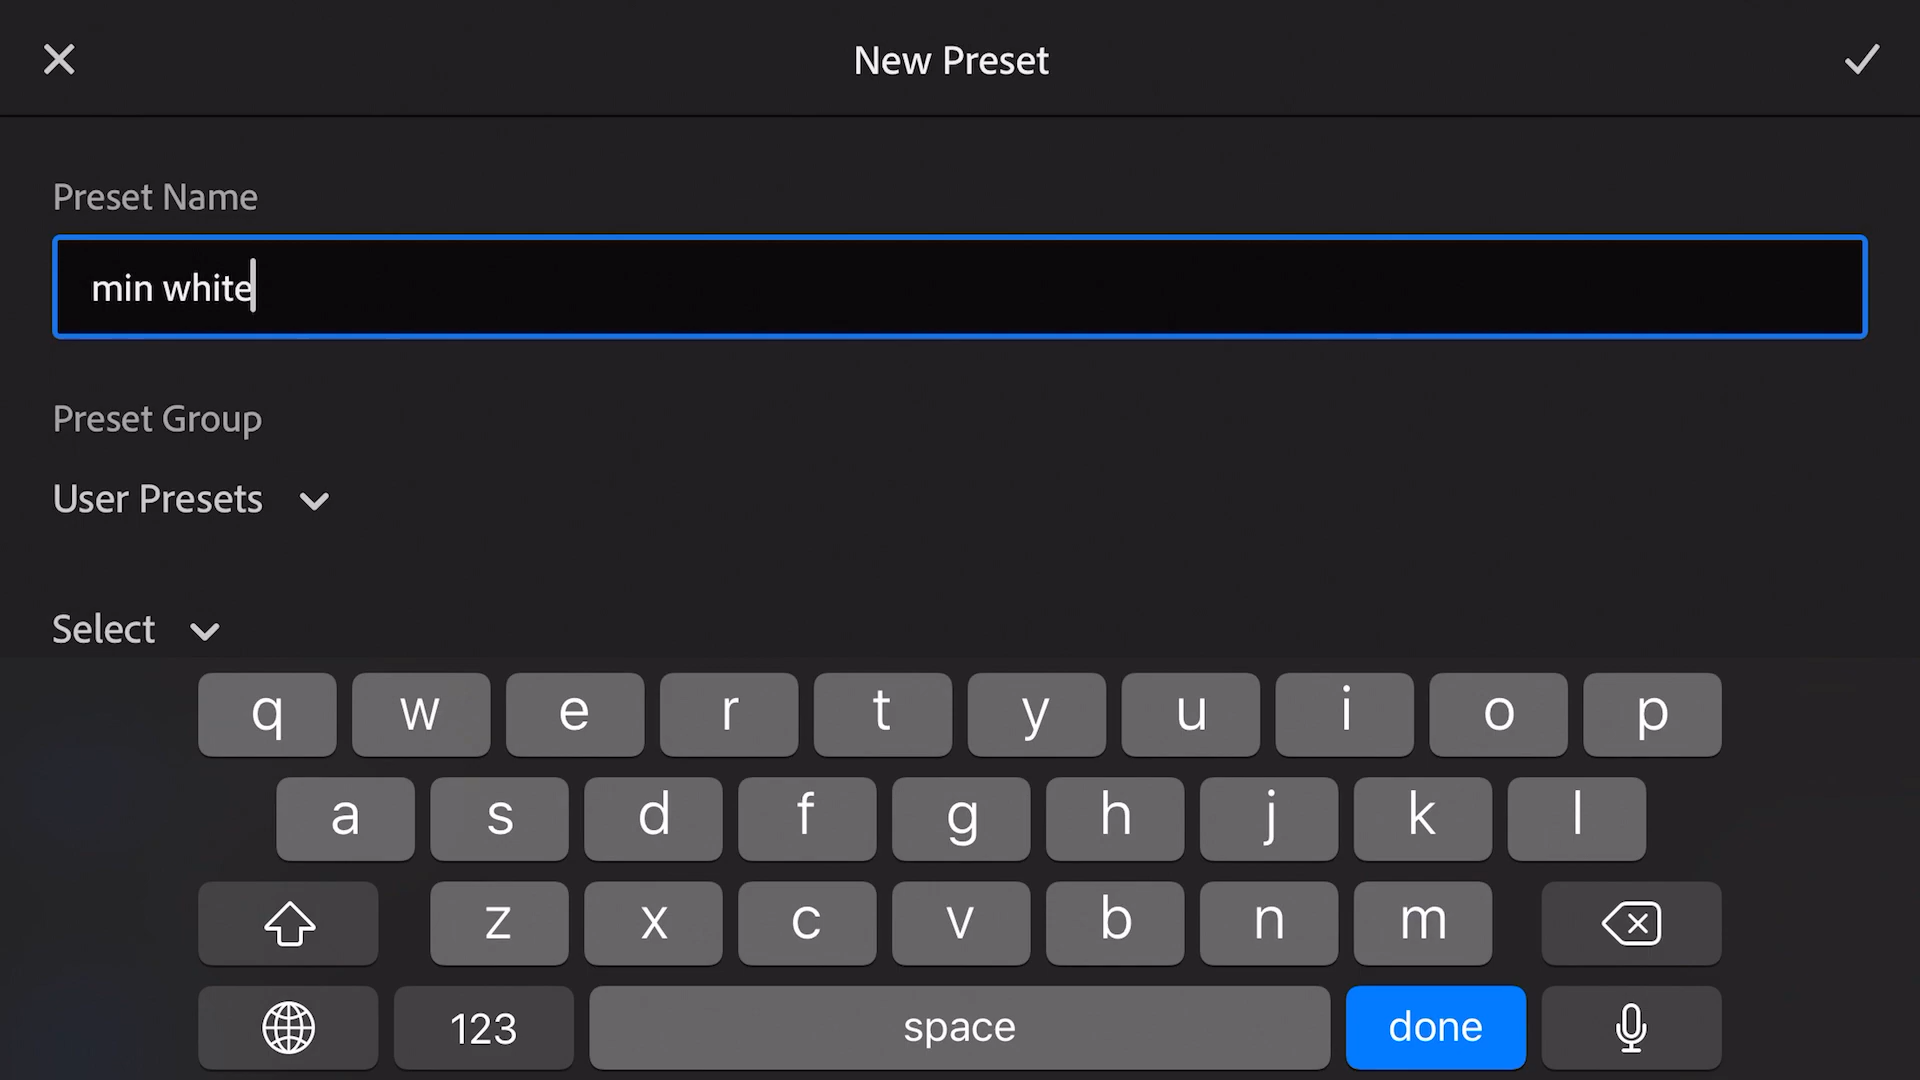 New Preset
Preset Name
min white
Preset Group
User Presets
Select
q w e r t y u i o p
a s d f g h j k l
z x c v b n m
123 space done